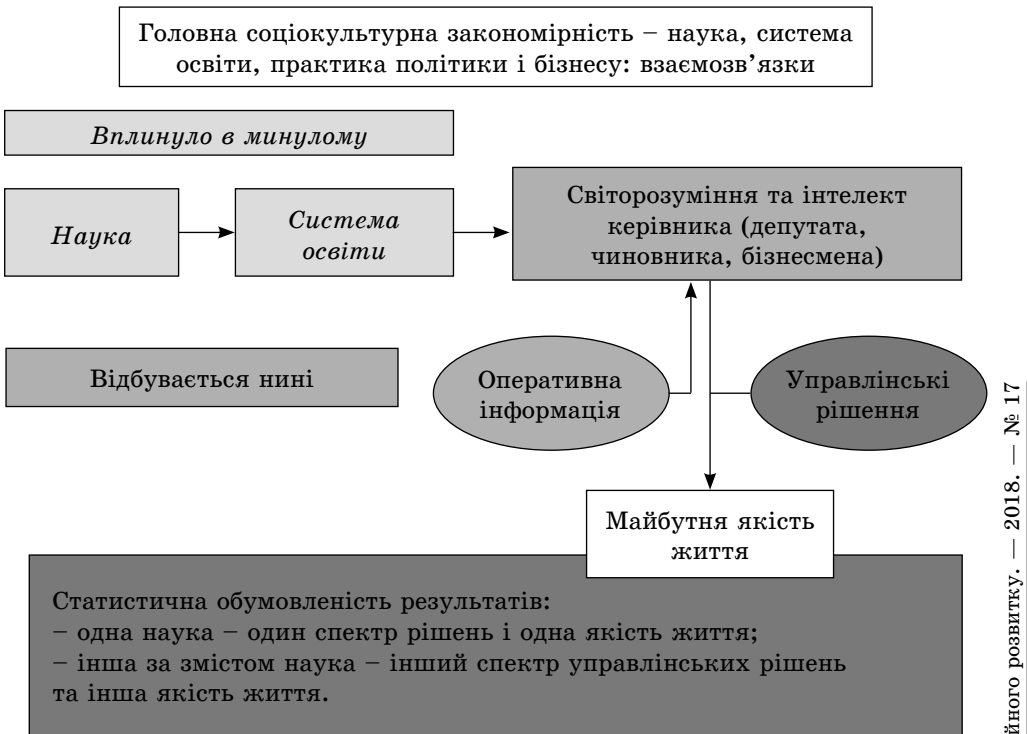 Головна соціокультурна закономірність – наука, система
освіти, практика політики і бізнесу: взаємозв’язки
Вплинуло в минулому
Наука
Система
освіти
Світорозуміння та інтелект
керівника (депутата,
чиновника, бізнесмена)
Відбувається нині
Оперативна
інформація
Управлінські
рішення
Майбутня якість
життя
Статистична обумовленість результатів:
– одна наука – один спектр рішень і одна якість життя;
– інша за змістом наука – інший спектр управлінських рішень
та інша якість життя.
йного розвитку. — 2018. — № 17